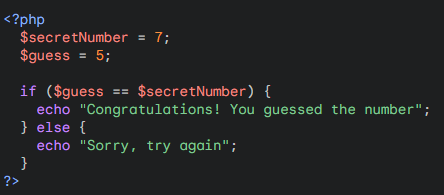 <?php
  $secretNumber = 7;
  $guess = 5;

  if ($guess == $secretNumber) {
    echo "Congratulations! You guessed the number";
  } else {
    echo "Sorry, try again";
  }
?>